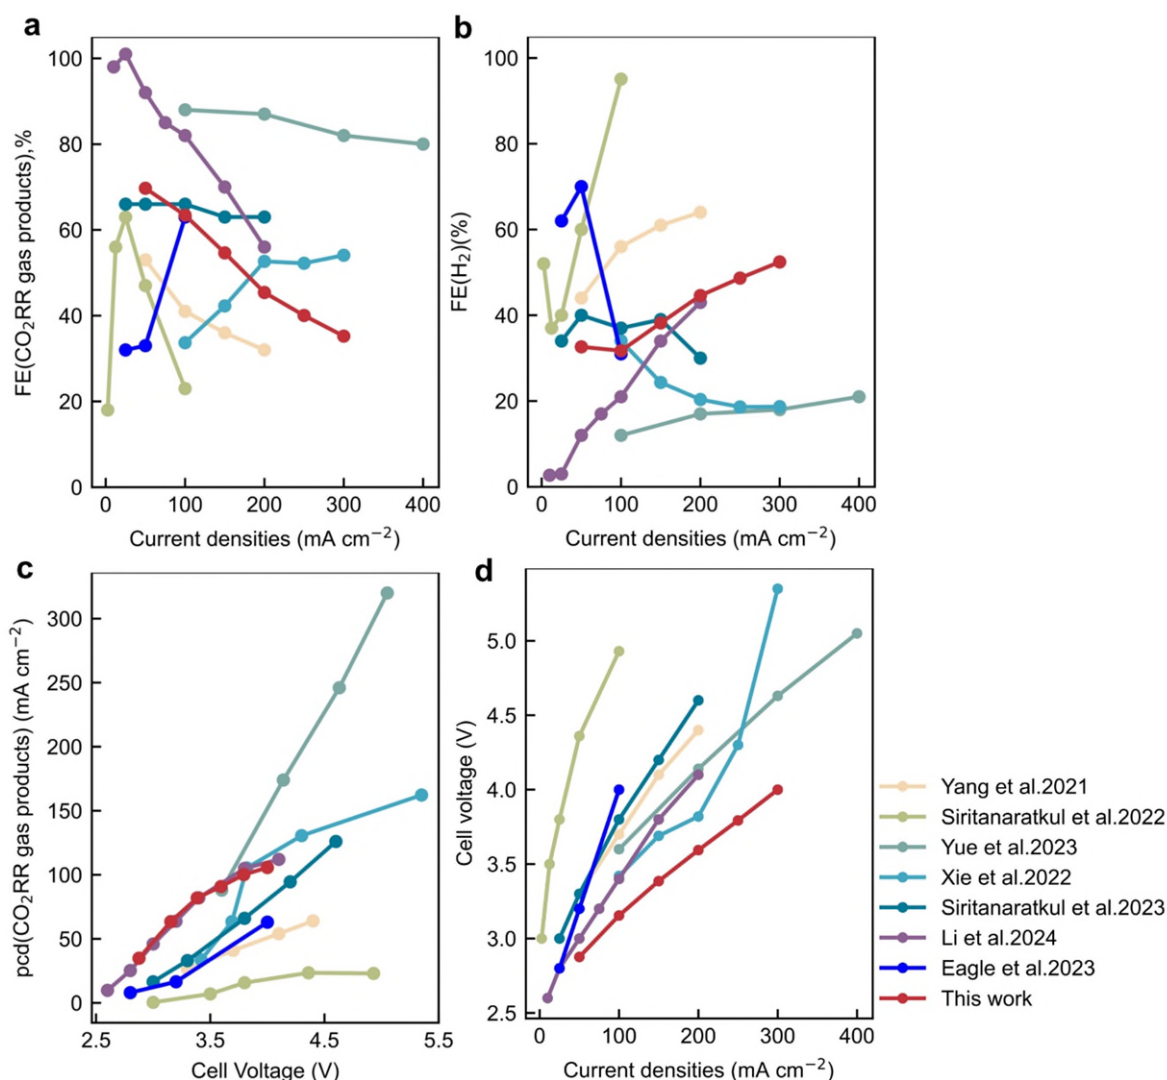 a
FE(CO₂RR gas products),%
100
80
60
40
20
0
0 100 200 300 400
Current densities (mA cm⁻²)
b
FE(H₂)(%)
100
80
60
40
20
0
0 100 200 300 400
Current densities (mA cm⁻²)
c
pcd(CO₂RR gas products) (mA cm⁻²)
300
250
200
150
100
50
0
2.5 3.5 4.5 5.5
Cell Voltage (V)
d
Cell voltage (V)
5.0
4.5
4.0
3.5
3.0
2.5
0 100 200 300 400
Current densities (mA cm⁻²)
Yang et al.2021
Siritanaratkul et al.2022
Yue et al.2023
Xie et al.2022
Siritanaratkul et al.2023
Li et al.2024
Eagle et al.2023
This work